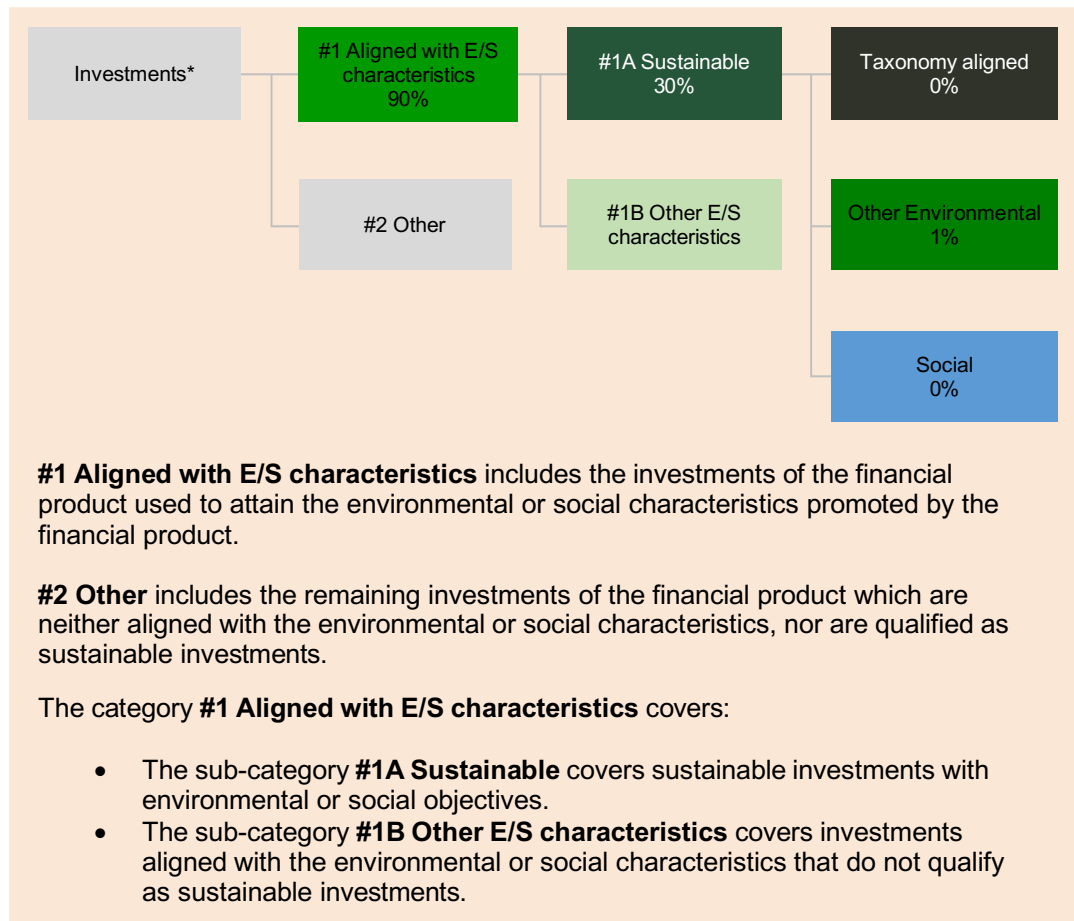 Investments*
#1 Aligned with E/S
characteristics
90%
#1A Sustainable
30%
Taxonomy aligned
0%
#2 Other
#1B Other E/S
characteristics
Other Environmental
1%
Social
0%
#1 Aligned with E/S characteristics includes the investments of the financial
product used to attain the environmental or social characteristics promoted by the
financial product.
#2 Other includes the remaining investments of the financial product which are
neither aligned with the environmental or social characteristics, nor are qualified as
sustainable investments.
The category #1 Aligned with E/S characteristics covers:
• The sub-category #1A Sustainable covers sustainable investments with
environmental or social objectives.
• The sub-category #1B Other E/S characteristics covers investments
aligned with the environmental or social characteristics that do not qualify
as sustainable investments.